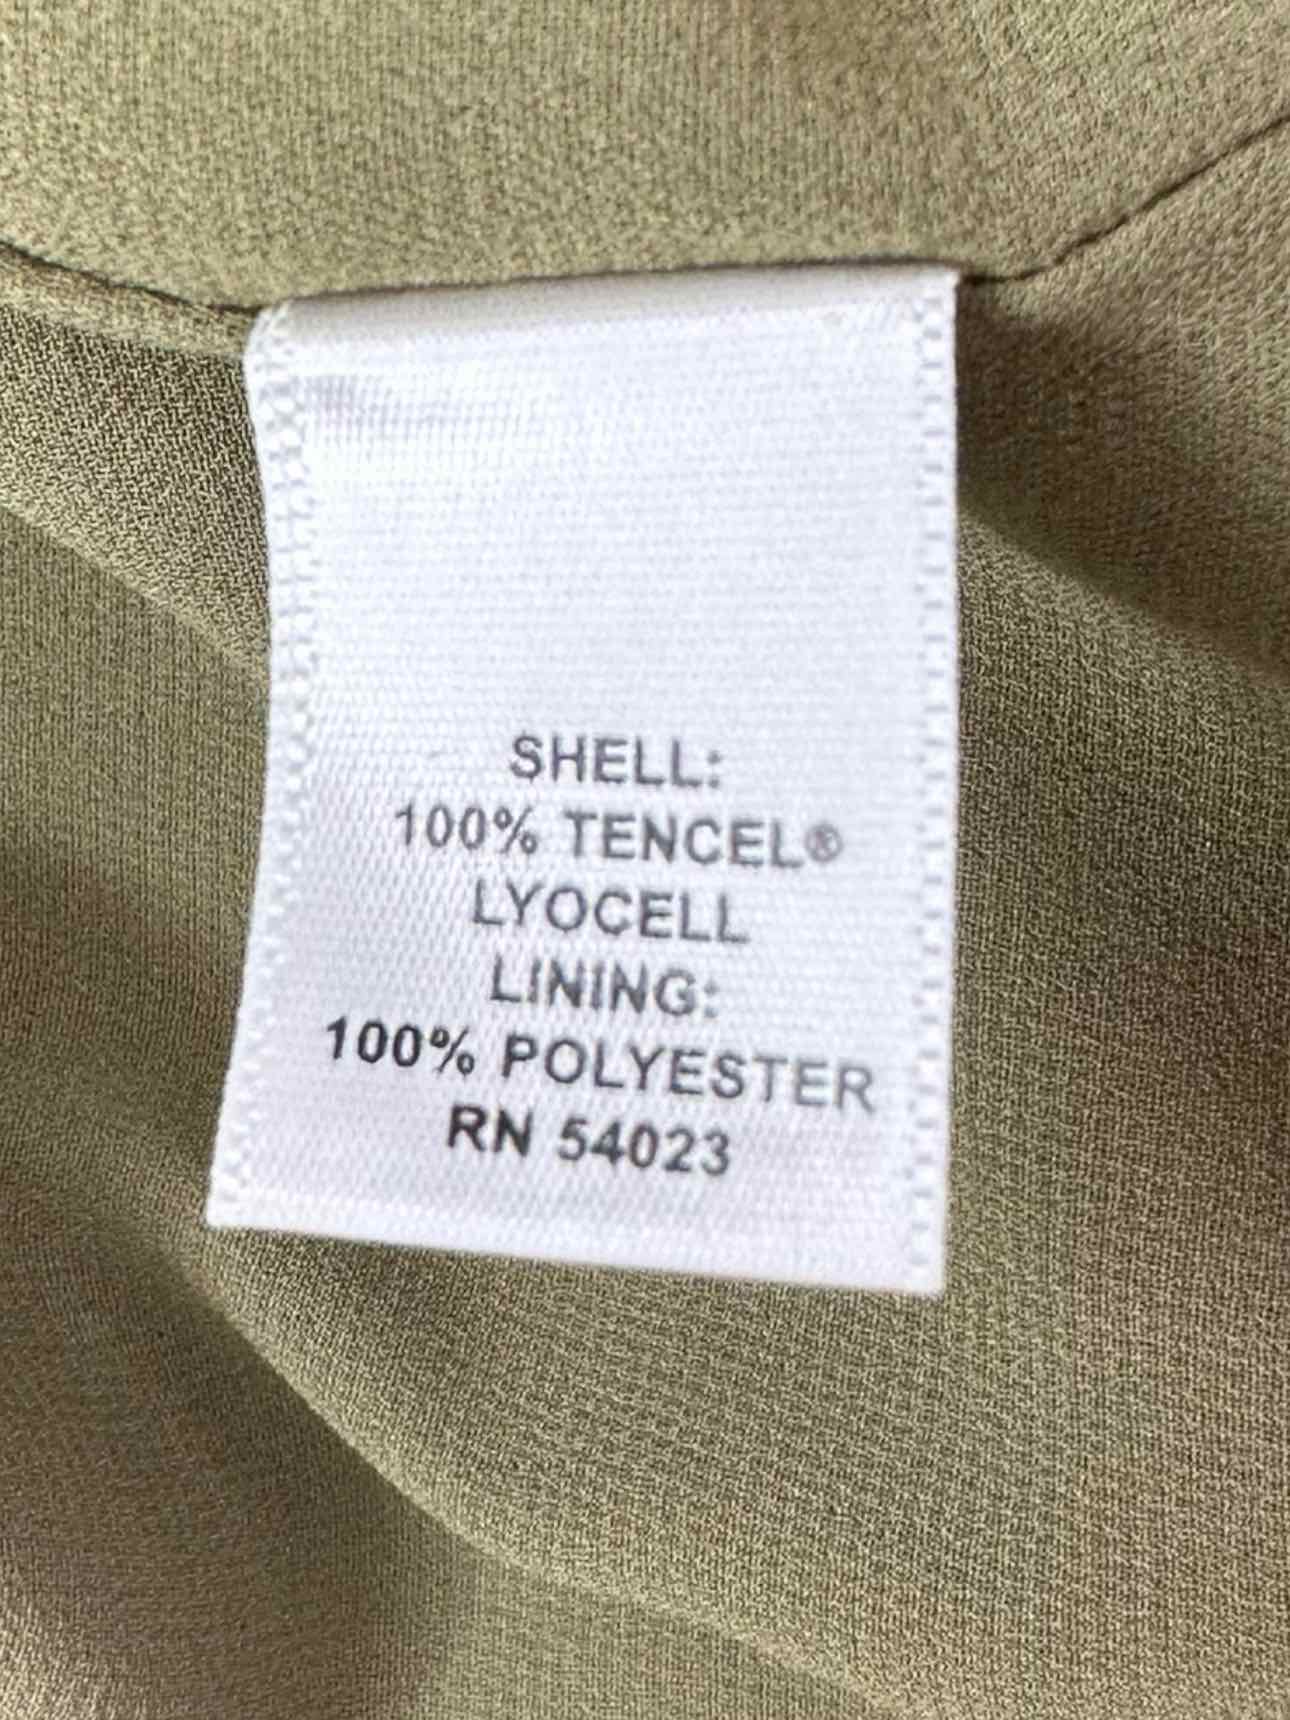 SHELL:
100% TENCEL®
LYOCELL
LINING:
100% POLYESTER
RN 54023